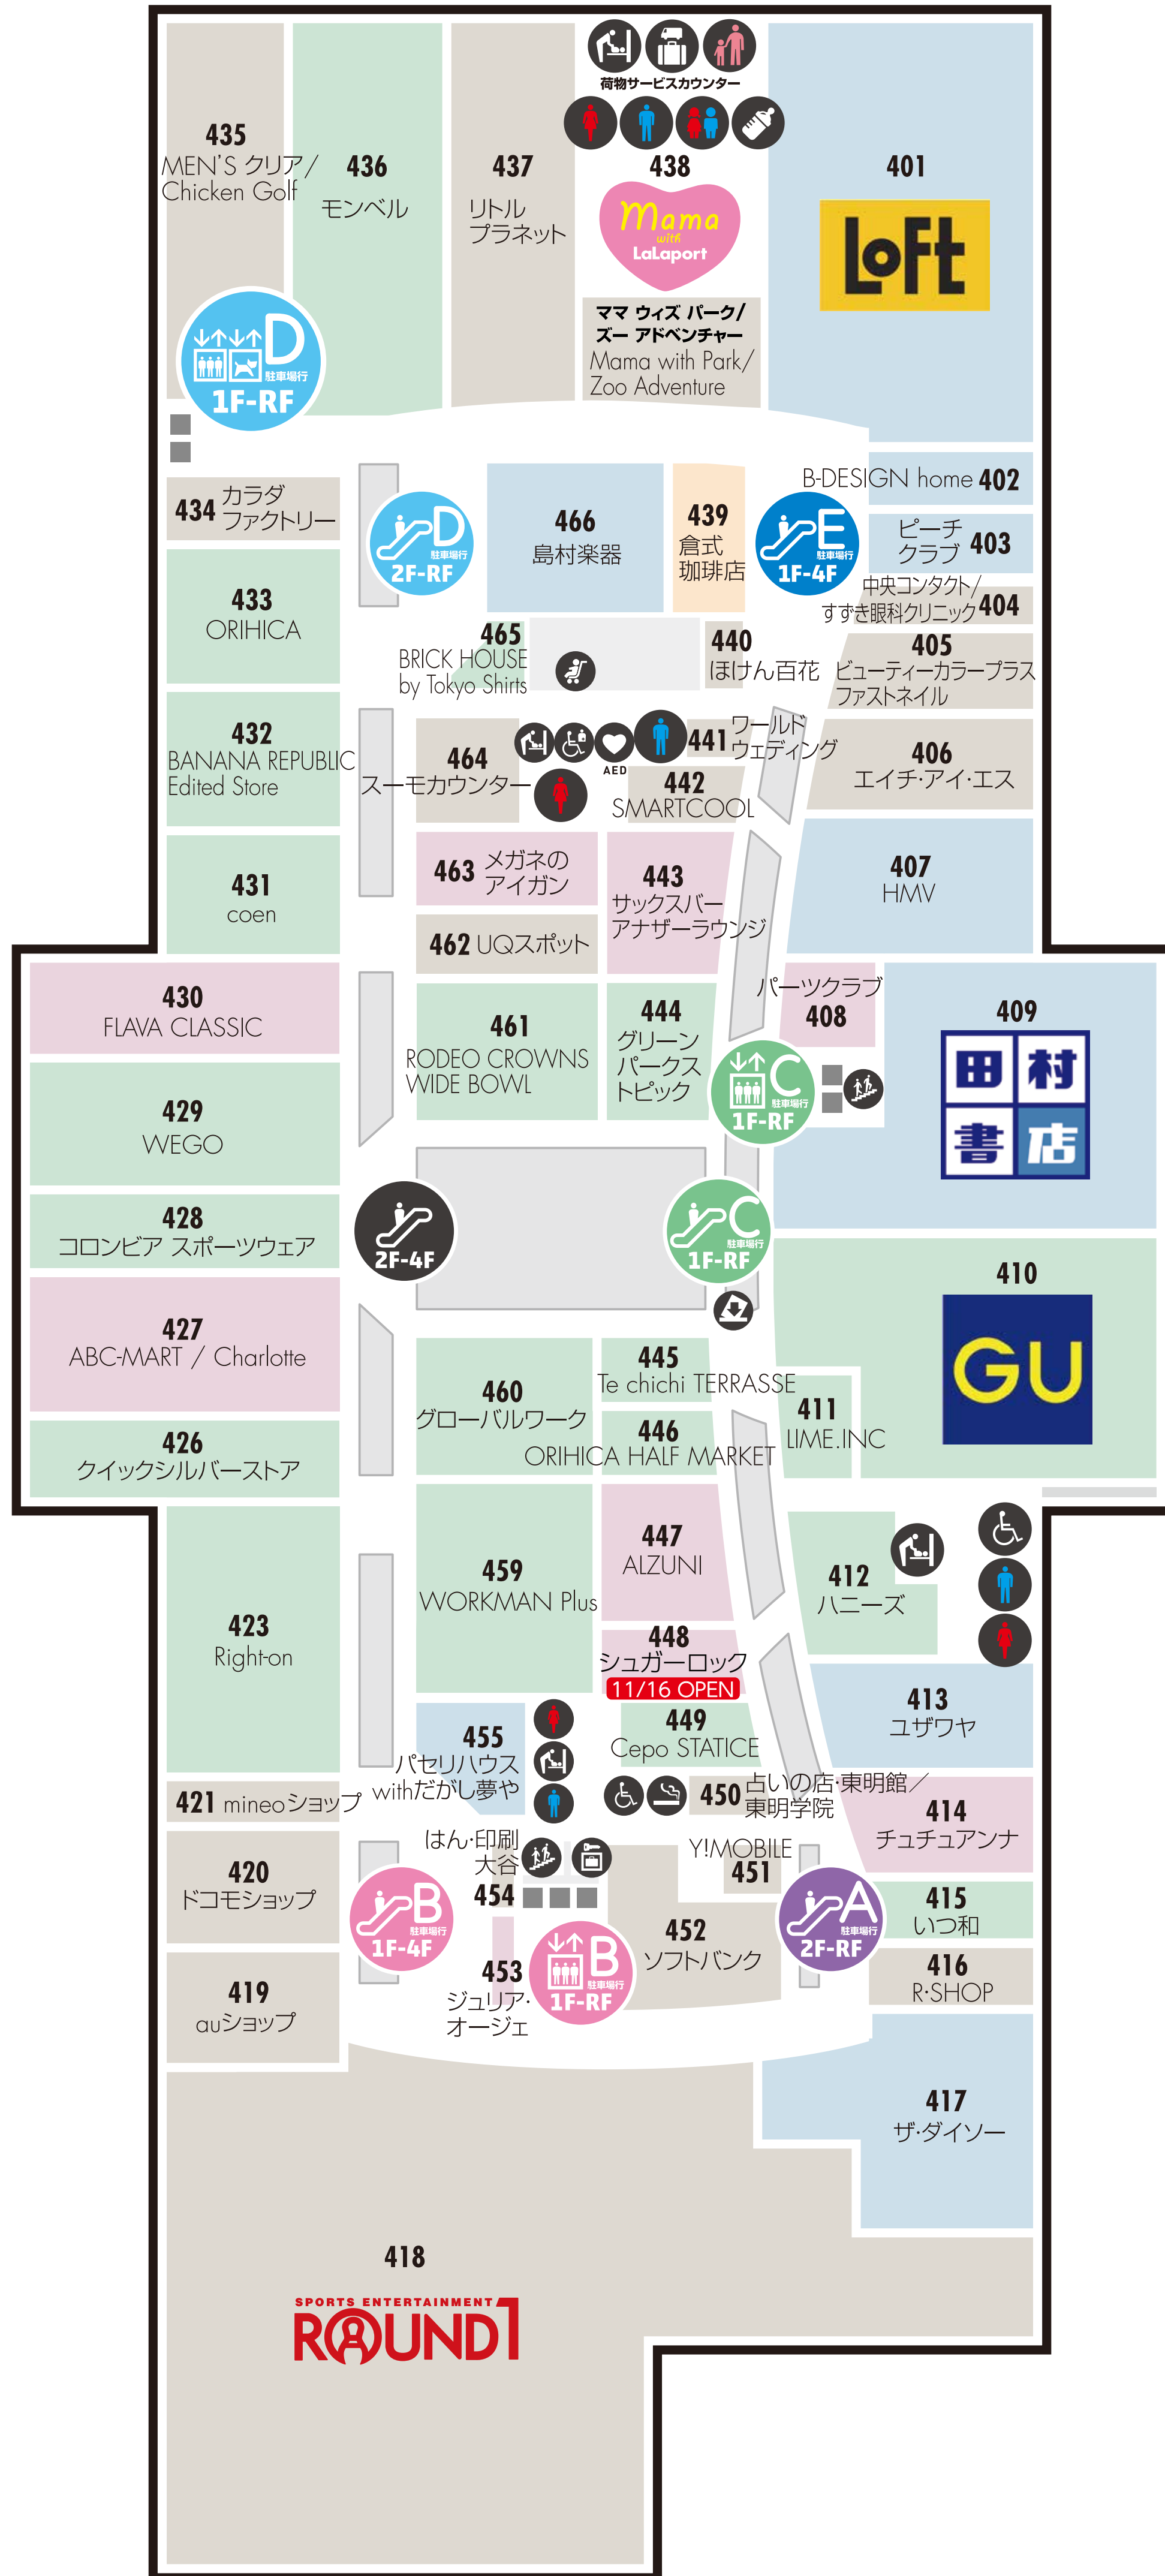 荷物サービスカウンター
435
MEN'S クリア/
Chicken Golf
436
モンベル
437
リトル
プラネット
438
mama
with
LaLaport
ママ ウィズ パーク/
ズー アドベンチャー
Mama with Park/
Zoo Adventure
401
LoFt
D
駐車場行
1F-RF
434 カラダ
ファクトリー
D
駐車場行
2F-RF
466
島村楽器
439
倉式
珈琲店
E
駐車場行
1F-4F
B-DESIGN home 402
ピーチ
クラブ 403
中央コンタクト/
すずき眼科クリニック 404
433
ORIHICA
465
BRICK HOUSE
by Tokyo Shirts
440
ほけん百花
405
ビューティーカラープラス
ファストネイル
432
BANANA REPUBLIC
Edited Store
464
スーモカウンター
AED
441 ワールド
ウェディング
442
SMARTCOOL
406
エイチ・アイ・エス
431
coen
463 メガネの
アイガン
443
サックスバー
アナザーラウンジ
407
HMV
462 UQスポット
430
FLAVA CLASSIC
461
RODEO CROWNS
WIDE BOWL
444
グリーン
パークス
トピック
パーツクラブ
408
409
田村
書店
C
駐車場行
1F-RF
429
WEGO
428
コロンビア スポーツウェア
2F-4F
C
駐車場行
1F-RF
410
GU
427
ABC-MART / Charlotte
460
グローバルワーク
445
Te chichi TERRASSE
446
ORIHICA HALF MARKET
411
LIME.INC
426
クイックシルバーストア
423
Right-on
459
WORKMAN Plus
447
ALZUNI
412
ハニーズ
448
シュガーロック
11/16 OPEN
449
Cepo STATICE
413
ユザワヤ
455
パセリハウス
withだがし夢や
421 mineoショップ
450 占いの店・東明館／
東明学院
414
チュチュアンナ
420
ドコモショップ
はん・印刷
大谷
454
Y!MOBILE
451
B
駐車場行
1F-4F
A
駐車場行
2F-RF
415
いつ和
452
ソフトバンク
416
R・SHOP
419
auショップ
453
ジュリア・
オージェ
B
駐車場行
1F-RF
417
ザ・ダイソー
418
SPORTS ENTERTAINMENT
ROUND1